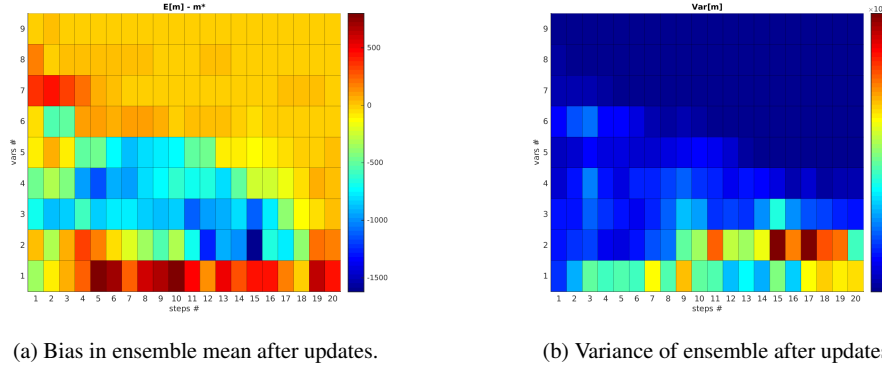 E[m] - m*
9
8
7
6
5
4
3
2
1
vars #
1 2 3 4 5 6 7 8 9 10 11 12 13 14 15 16 17 18 19 20
steps #
500
0
-500
-1000
-1500
(a) Bias in ensemble mean after updates.
Var[m]
9
8
7
6
5
4
3
2
1
vars #
1 2 3 4 5 6 7 8 9 10 11 12 13 14 15 16 17 18 19 20
steps #
(b) Variance of ensemble after update